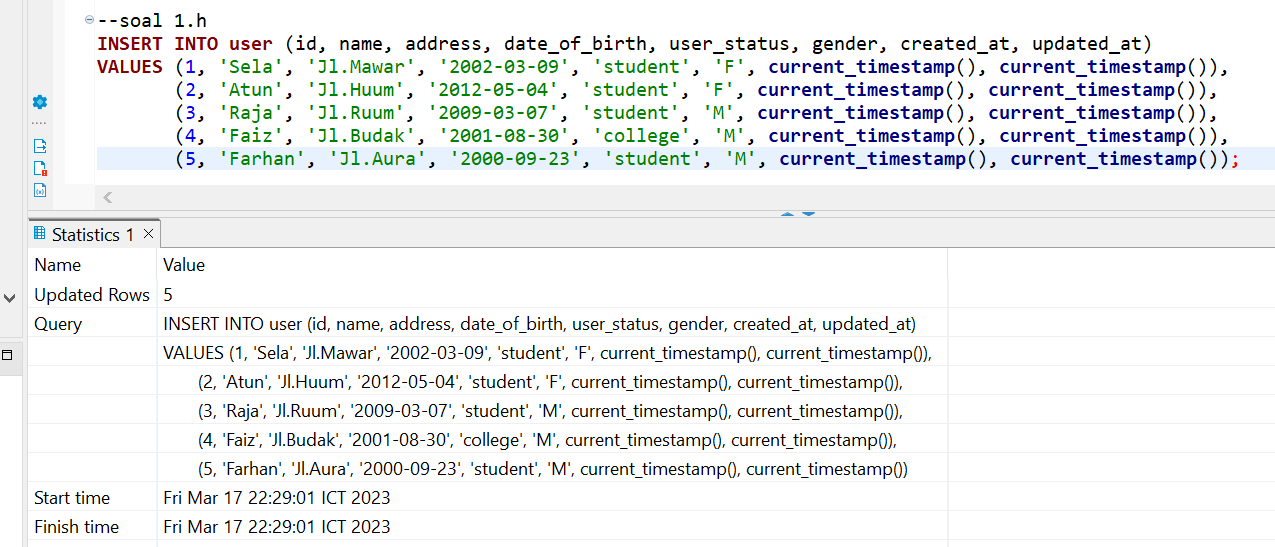 --soal 1.h
INSERT INTO user (id, name, address, date_of_birth, user_status, gender, created_at, updated_at)
VALUES (1, 'Sela', 'Jl.Mawar', '2002-03-09', 'student', 'F', current_timestamp(), current_timestamp()),
(2, 'Atun', 'Jl.Huum', '2012-05-04', 'student', 'F', current_timestamp(), current_timestamp()),
(3, 'Raja', 'Jl.Ruum', '2009-03-07', 'student', 'M', current_timestamp(), current_timestamp()),
(4, 'Faiz', 'Jl.Budak', '2001-08-30', 'college', 'M', current_timestamp(), current_timestamp()),
(5, 'Farhan', 'Jl.Aura', '2000-09-23', 'student', 'M', current_timestamp(), current_timestamp());
Statistics 1
Name Value
Updated Rows 5
Query INSERT INTO user (id, name, address, date_of_birth, user_status, gender, created_at, updated_at)
VALUES (1, 'Sela', 'Jl.Mawar', '2002-03-09', 'student', 'F', current_timestamp(), current_timestamp()),
(2, 'Atun', 'Jl.Huum', '2012-05-04', 'student', 'F', current_timestamp(), current_timestamp()),
(3, 'Raja', 'Jl.Ruum', '2009-03-07', 'student', 'M', current_timestamp(), current_timestamp()),
(4, 'Faiz', 'Jl.Budak', '2001-08-30', 'college', 'M', current_timestamp(), current_timestamp()),
(5, 'Farhan', 'Jl.Aura', '2000-09-23', 'student', 'M', current_timestamp(), current_timestamp())
Start time Fri Mar 17 22:29:01 ICT 2023
Finish time Fri Mar 17 22:29:01 ICT 2023